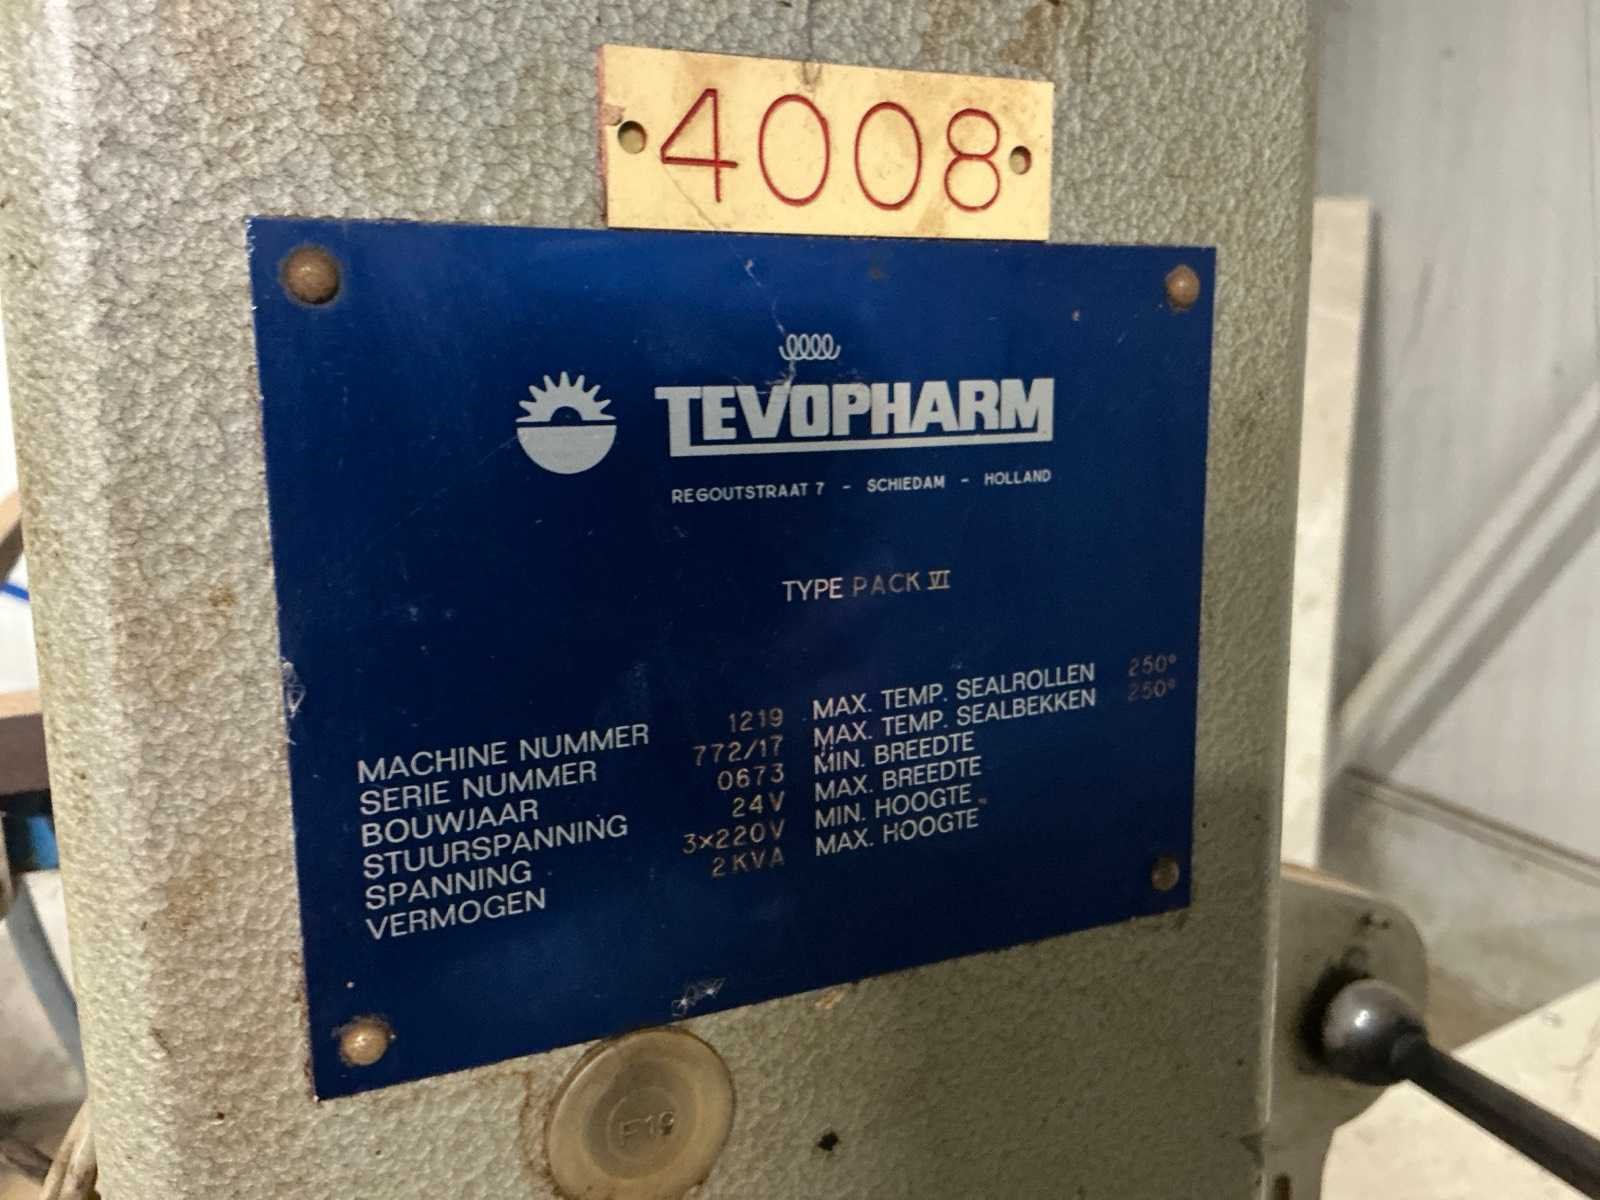 4008
TEVOPHARM
REGOUTSTRAAT 7 - SCHIEDAM - HOLLAND
TYPE PACK VI
MACHINE NUMMER 1219
SERIE NUMMER 772/17
BOUWJAAR 0673
STUURSPANNING 24V
SPANNING 3×220V
VERMOGEN 2KVA
MAX. TEMP. SEALROLLEN 250°
MAX. TEMP. SEALBEKKEN 250°
MIN. BREEDTE
MAX. BREEDTE
MIN. HOOGTE
MAX. HOOGTE